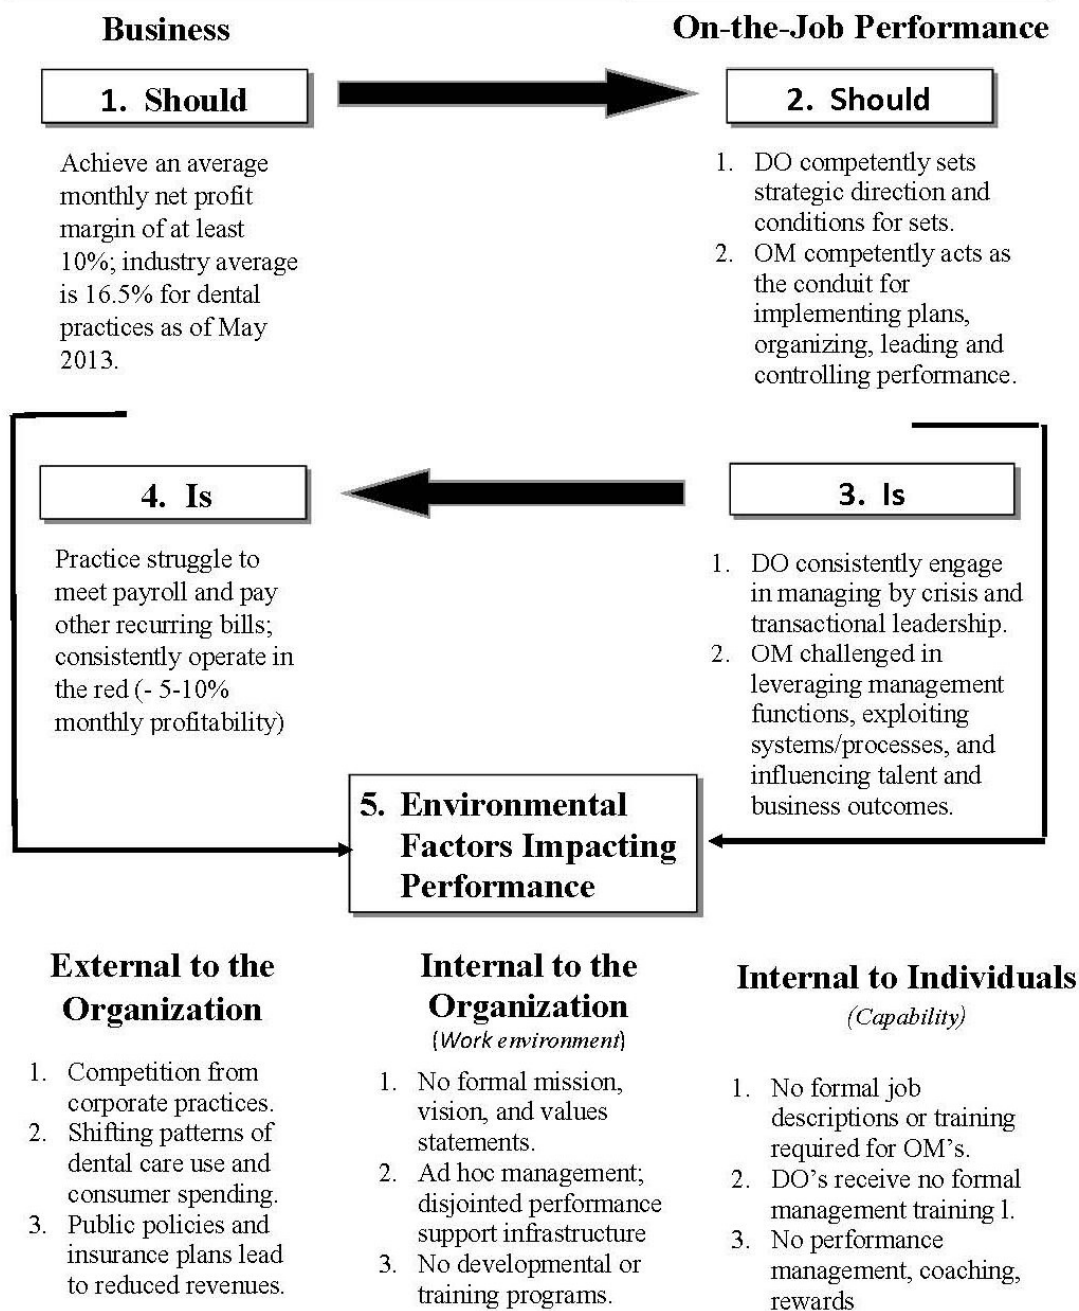 Business
On-the-Job Performance
1. Should
2. Should
Achieve an average
monthly net profit
margin of at least
10%; industry average
is 16.5% for dental
practices as of May
2013.
1. DO competently sets
strategic direction and
conditions for sets.
2. OM competently acts as
the conduit for
implementing plans,
organizing, leading and
controlling performance.
4. Is
3. Is
Practice struggle to
meet payroll and pay
other recurring bills;
consistently operate in
the red (- 5-10%
monthly profitability)
1. DO consistently engage
in managing by crisis and
transactional leadership.
2. OM challenged in
leveraging management
functions, exploiting
systems/processes, and
influencing talent and
business outcomes.
5. Environmental
Factors Impacting
Performance
External to the
Organization
1. Competition from
corporate practices.
2. Shifting patterns of
dental care use and
consumer spending.
3. Public policies and
insurance plans lead
to reduced revenues.
Internal to the
Organization
(Work environment)
1. No formal mission,
vision, and values
statements.
2. Ad hoc management;
disjointed performance
support infrastructure
3. No developmental or
training programs.
Internal to Individuals
(Capability)
1. No formal job
descriptions or training
required for OM's.
2. DO's receive no formal
management training l.
3. No performance
management, coaching,
rewards